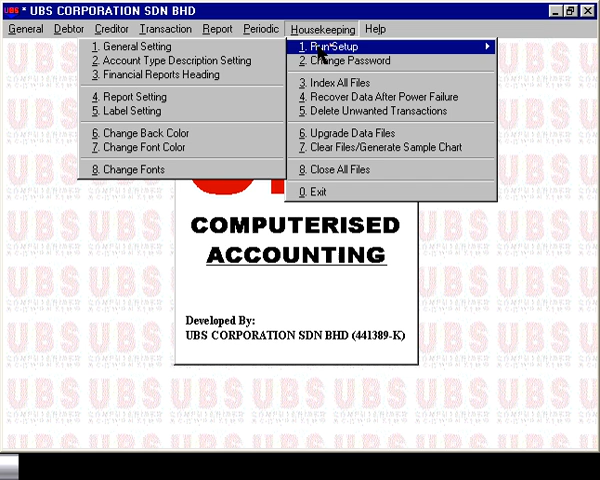 UBS * UBS CORPORATION SDN BHD
General Debtor Creditor Transaction Report Periodic Housekeeping Help
1. General Setting
2. Account Type Description Setting
3. Financial Reports Heading
4. Report Setting
5. Label Setting
6. Change Back Color
7. Change Font Color
8. Change Fonts
1. Run Setup
2. Change Password
3. Index All Files
4. Recover Data After Power Failure
5. Delete Unwanted Transactions
6. Upgrade Data Files
7. Clear Files/Generate Sample Chart
8. Close All Files
0. Exit
COMPUTERISED
ACCOUNTING
Developed By:
UBS CORPORATION SDN BHD (441389-K)